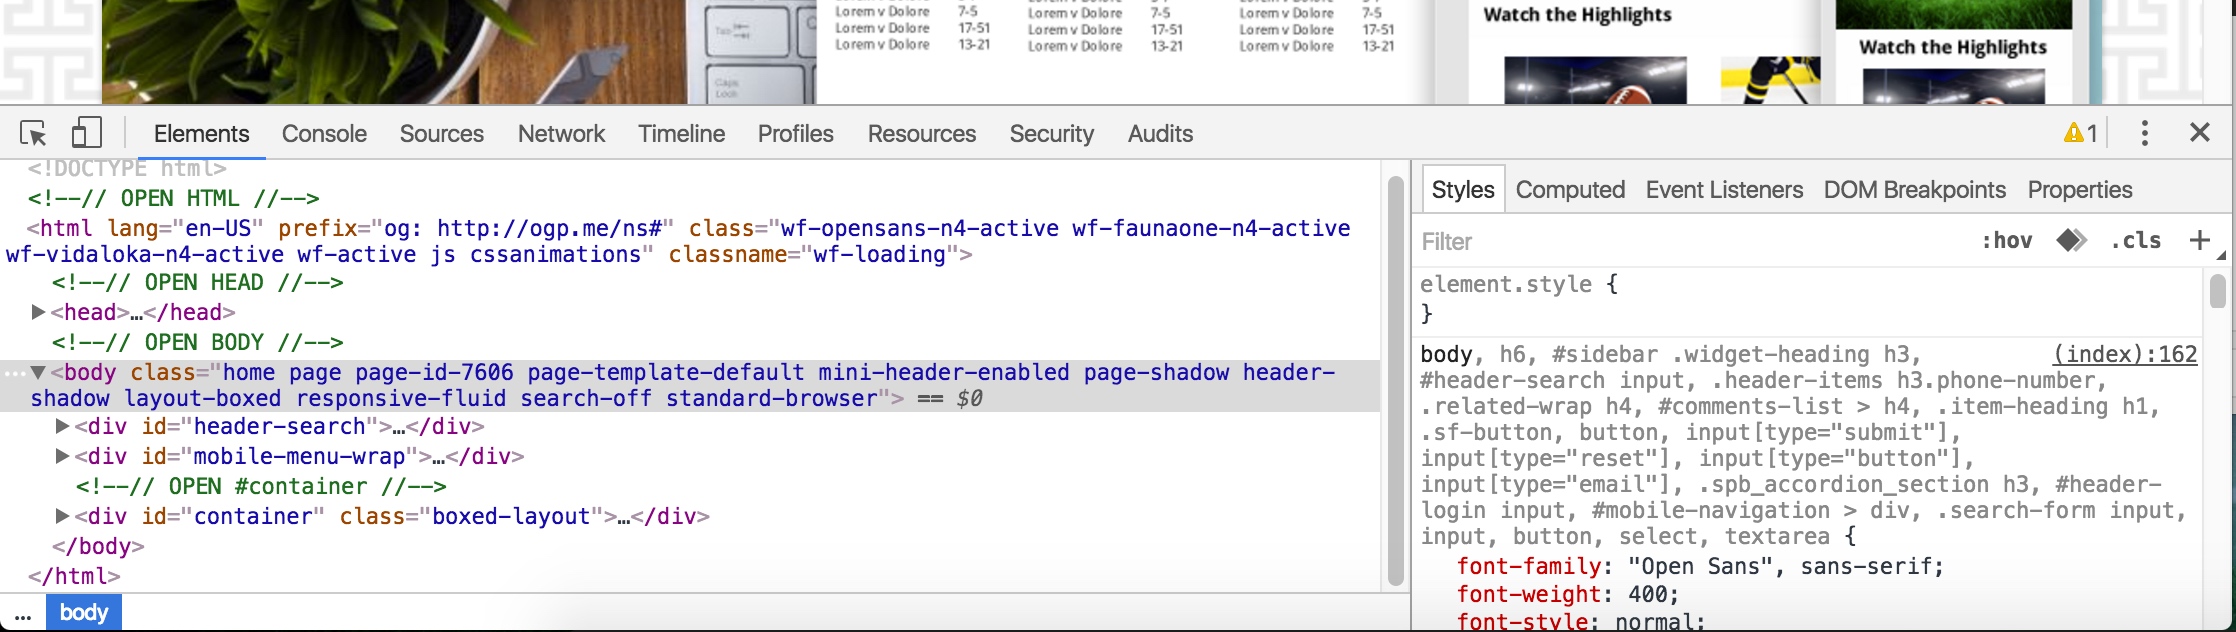 Lorem v Dolore 7-5 Lorem v Dolore 7-5 Lorem v Dolore 7-5
Lorem v Dolore 17-51 Lorem v Dolore 17-51 Lorem v Dolore 17-51
Lorem v Dolore 13-21 Lorem v Dolore 13-21 Lorem v Dolore 13-21
Watch the Highlights
Watch the Highlights
Tab
Caps
Lock
Elements Console Sources Network Timeline Profiles Resources Security Audits 1
<!DOCTYPE html>
<!--// OPEN HTML //-->
<html lang="en-US" prefix="og: http://ogp.me/ns#" class="wf-opensans-n4-active wf-faunaone-n4-active
wf-vidaloka-n4-active wf-active js cssanimations" classname="wf-loading">
<!--// OPEN HEAD //-->
<head>…</head>
<!--// OPEN BODY //-->
<body class="home page page-id-7606 page-template-default mini-header-enabled page-shadow header-
shadow layout-boxed responsive-fluid search-off standard-browser"> == $0
<div id="header-search">…</div>
<div id="mobile-menu-wrap">…</div>
<!--// OPEN #container //-->
<div id="container" class="boxed-layout">…</div>
</body>
</html>
... body
Styles Computed Event Listeners DOM Breakpoints Properties
Filter :hov .cls +
element.style {
}
body, h6, #sidebar .widget-heading h3, (index):162
#header-search input, .header-items h3.phone-number,
.related-wrap h4, #comments-list > h4, .item-heading h1,
.sf-button, button, input[type="submit"],
input[type="reset"], input[type="button"],
input[type="email"], .spb_accordion_section h3, #header-
login input, #mobile-navigation > div, .search-form input,
input, button, select, textarea {
font-family: "Open Sans", sans-serif;
font-weight: 400;
font-style: normal;